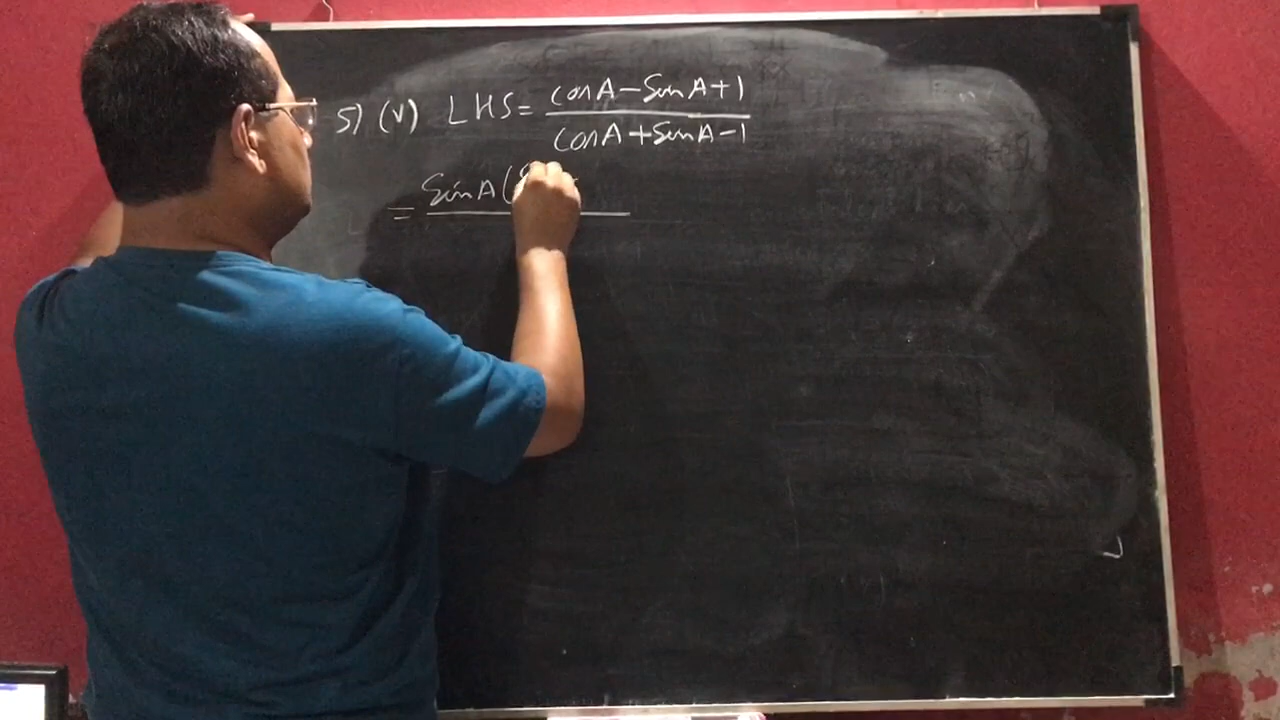 5) (V) LHS = cosA - SinA + 1 / cosA + SinA - 1
= SinA (